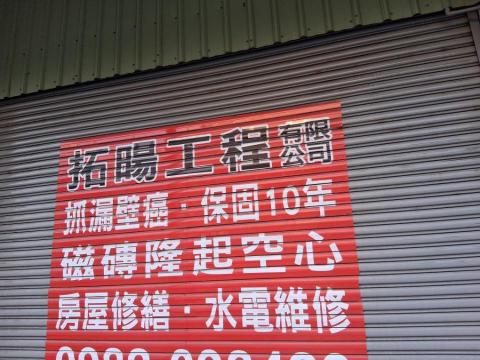 拓暘工程有限公司
抓漏壁癌·保固10年
磁磚隆起空心
房屋修繕·水電維修